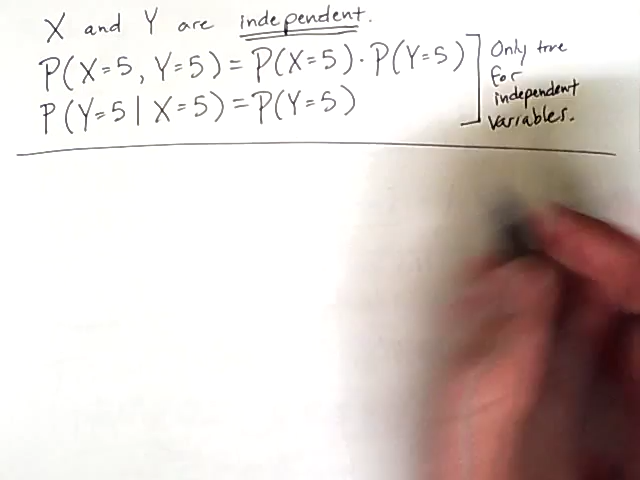 X and Y are independent.
P(X=5, Y=5) = P(X=5) · P(Y=5)
P(Y=5 | X=5) = P(Y=5)
Only true
for
independent
variables.